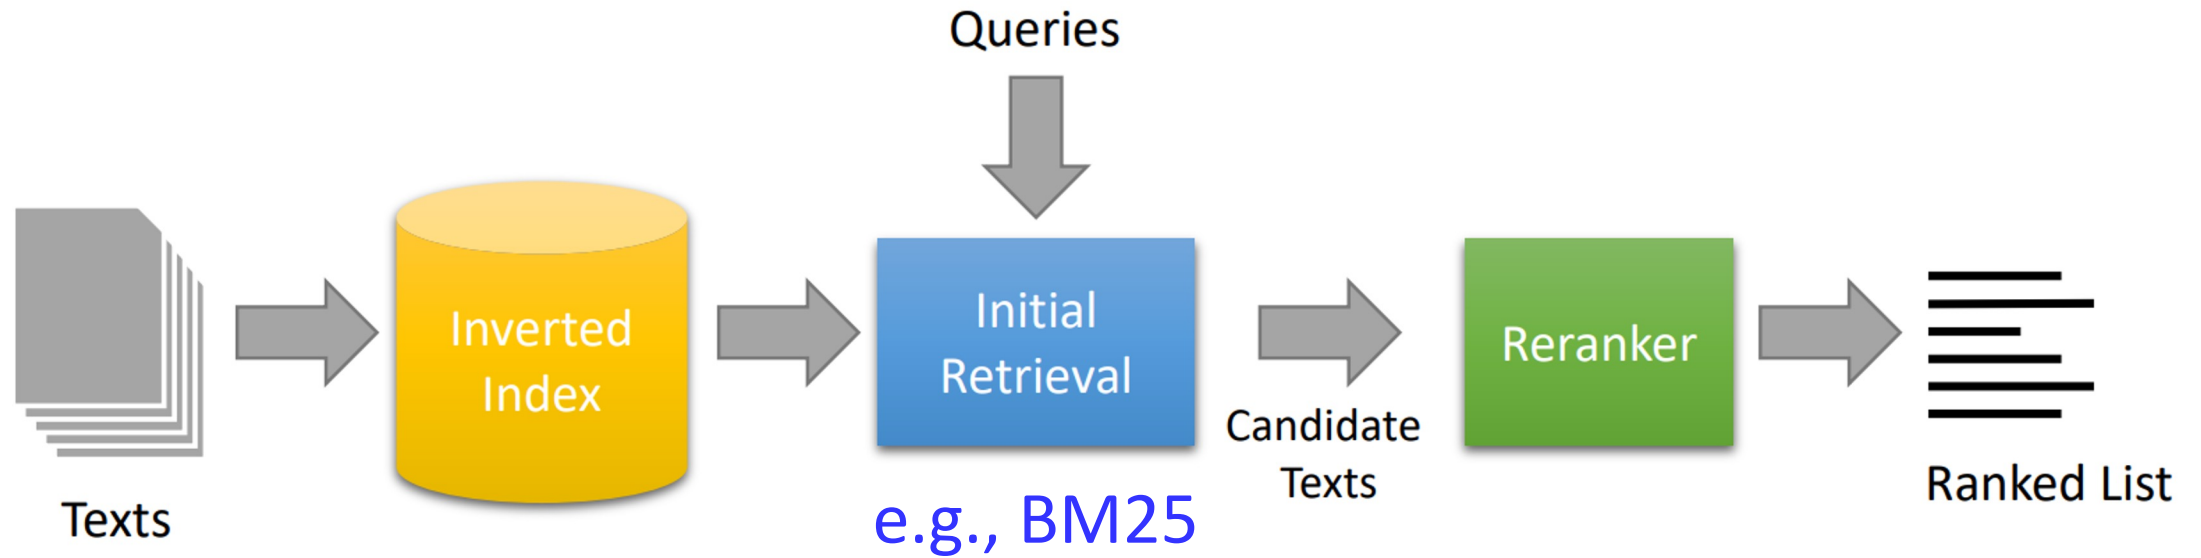 Queries
Texts
Inverted
Index
Initial
Retrieval
e.g., BM25
Candidate
Texts
Reranker
Ranked List